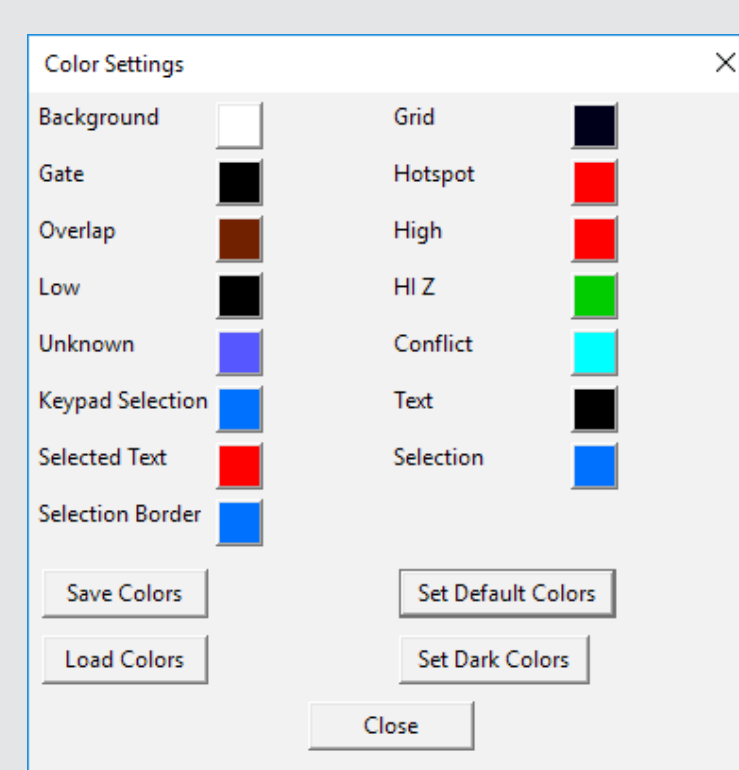 Color Settings
Background Grid
Gate Hotspot
Overlap High
Low HI Z
Unknown Conflict
Keypad Selection Text
Selected Text Selection
Selection Border
Save Colors Set Default Colors
Load Colors Set Dark Colors
Close